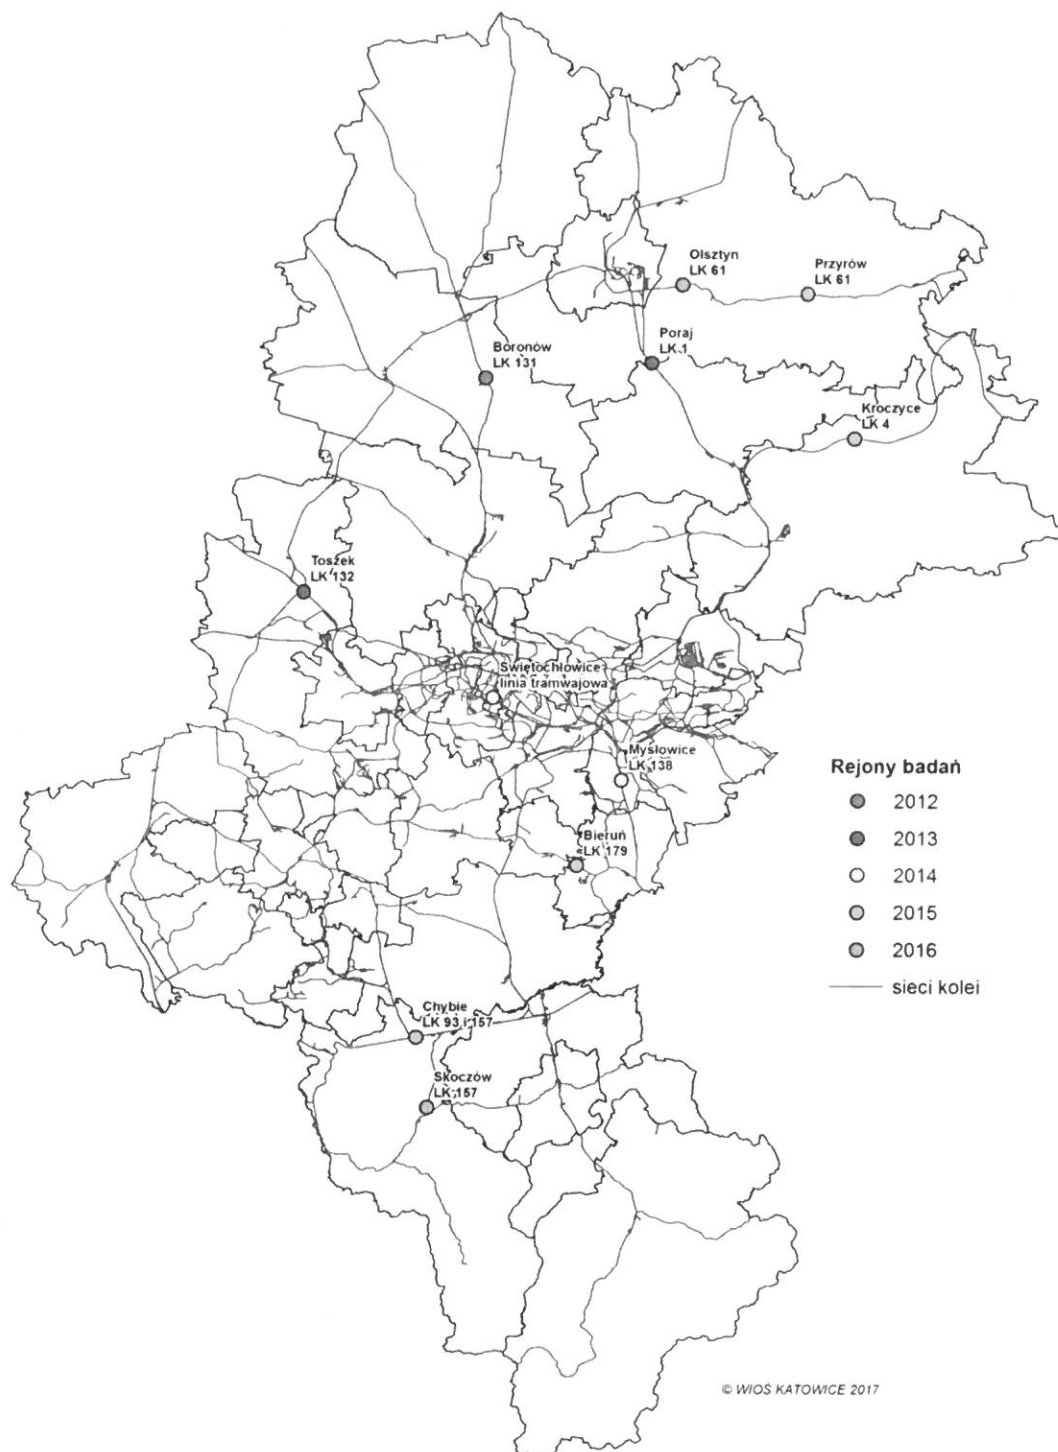 Olsztyn
LK 61
Przyrów
LK 61
Poraj
LK 1
Boronów
LK 131
Kroczyce
LK 4
Toszek
LK 132
Świętochłowice
linia tramwajowa
Mysłowice
LK 138
Bieruń
LK 179
Chybie
LK 93 i 157
Skoczów
LK 157
Rejony badań
2012
2013
2014
2015
2016
sieci kolei
© WIOŚ KATOWICE 2017